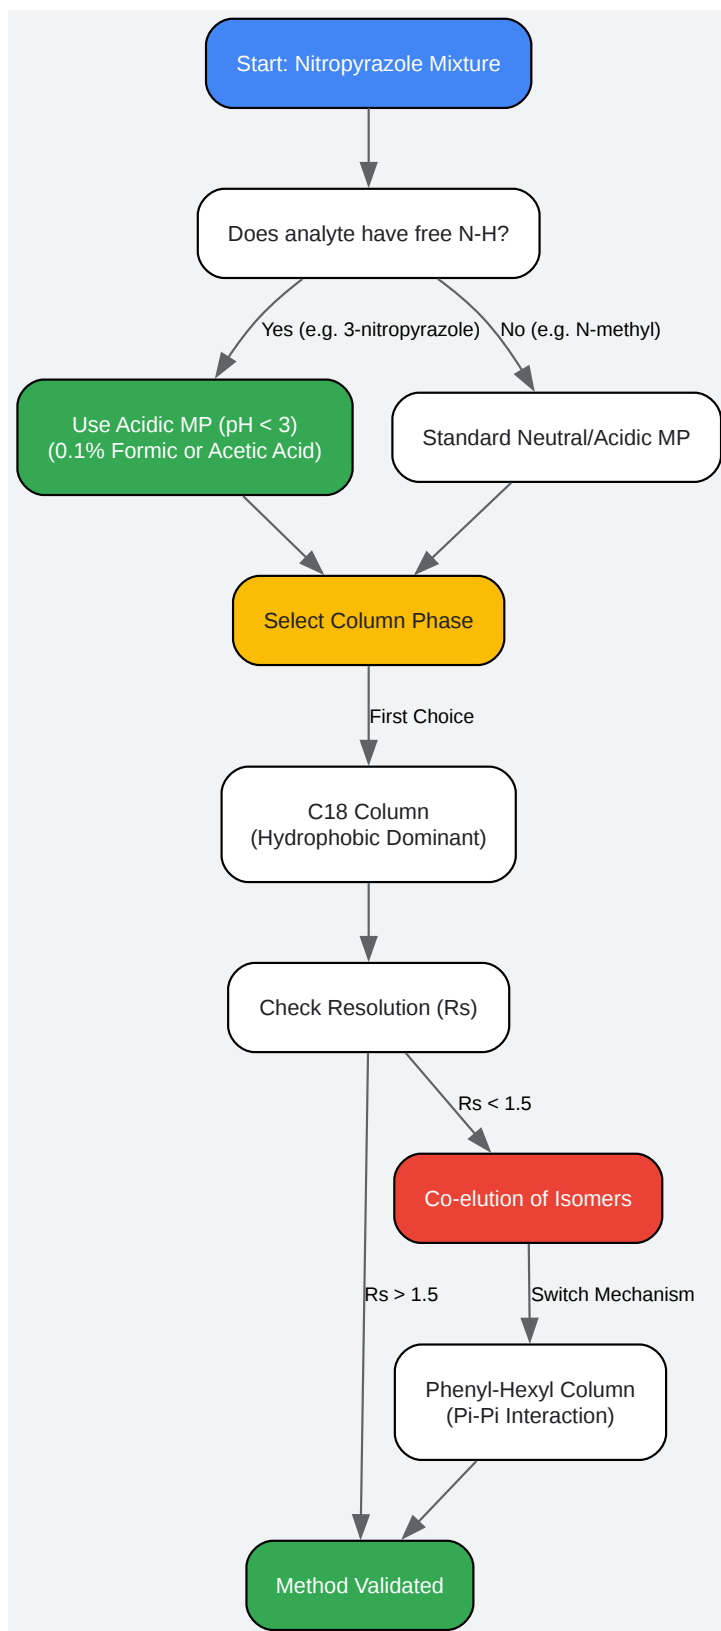 Start: Nitropyrazole Mixture
Does analyte have free N-H?
Yes (e.g. 3-nitropyrazole)
No (e.g. N-methyl)
Use Acidic MP (pH < 3)
(0.1% Formic or Acetic Acid)
Standard Neutral/Acidic MP
Select Column Phase
First Choice
C18 Column
(Hydrophobic Dominant)
Check Resolution (Rs)
Rs < 1.5
Co-elution of Isomers
Rs > 1.5
Switch Mechanism
Phenyl-Hexyl Column
(Pi-Pi Interaction)
Method Validated